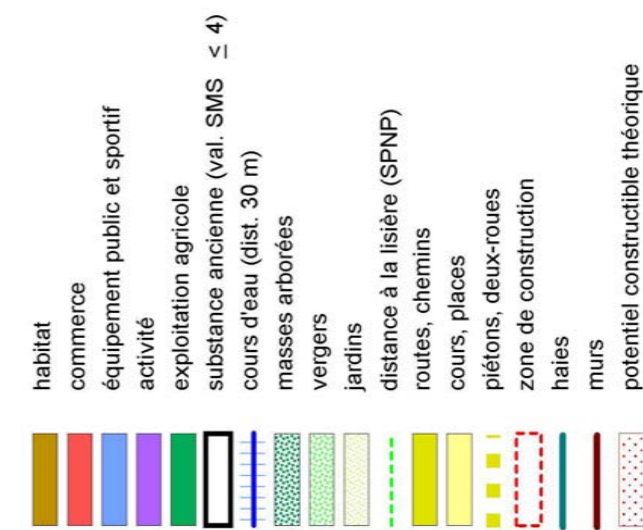 habitat
commerce
équipement public et sportif
activité
exploitation agricole
substance ancienne (val. SMS ≤ 4)
cours d'eau (dist. 30 m)
masses arborées
vergers
jardins
distance à la lisière (SPNP)
routes, chemins
cours, places
piétons, deux-roues
zone de construction
haies
murs
potentiel constructible théorique